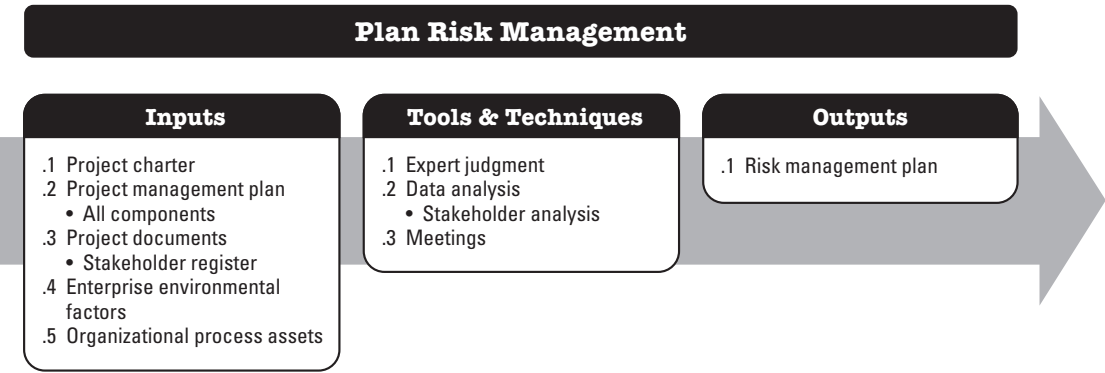 Plan Risk Management
Inputs
.1 Project charter
.2 Project management plan
• All components
.3 Project documents
• Stakeholder register
.4 Enterprise environmental
factors
.5 Organizational process assets
Tools & Techniques
.1 Expert judgment
.2 Data analysis
• Stakeholder analysis
.3 Meetings
Outputs
.1 Risk management plan